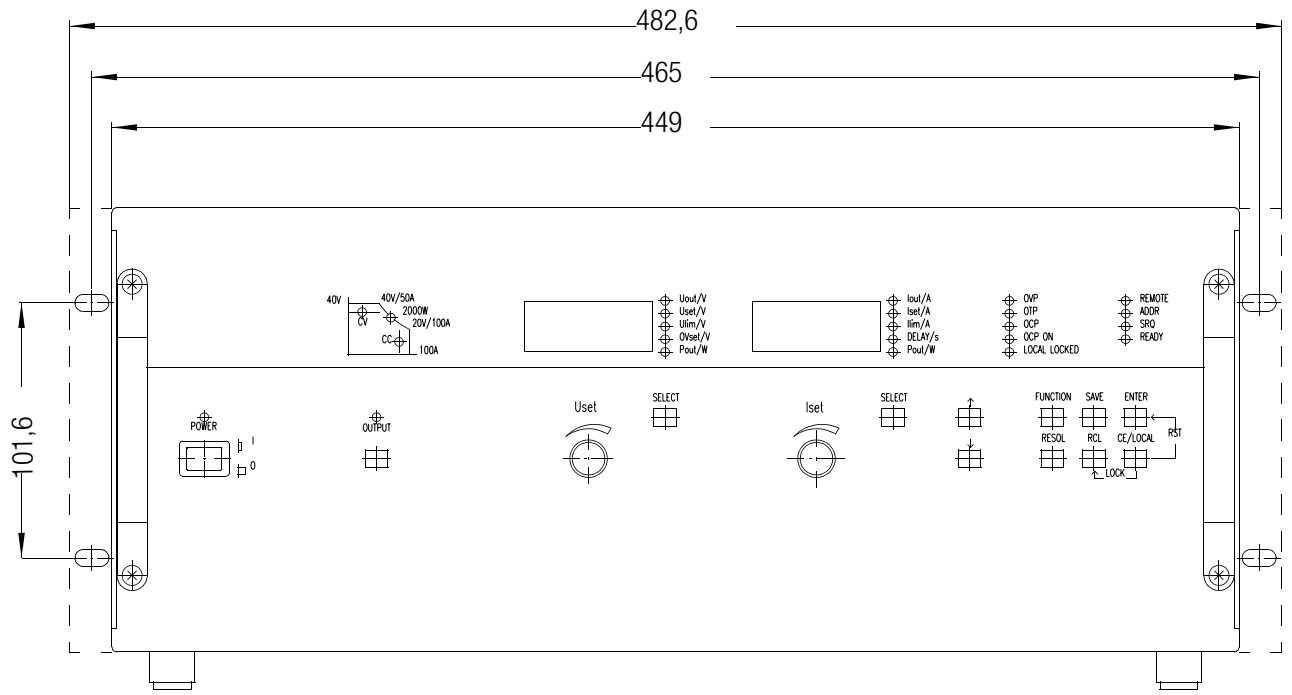 482,6
465
449
101,6
40V
40V/50A
2000W
20V/100A
CV
CC
100A
Uout/V
Uset/V
Ulim/V
OVset/V
Pout/W
Iout/A
Iset/A
Ilim/A
DELAY/s
Pout/W
OVP
OTP
OCP
OCP ON
LOCAL LOCKED
REMOTE
ADDR
SRQ
READY
POWER
I
O
OUTPUT
Uset
SELECT
Iset
SELECT
↑
↓
FUNCTION SAVE ENTER
RESOL RCL CE/LOCAL
RST
LOCK